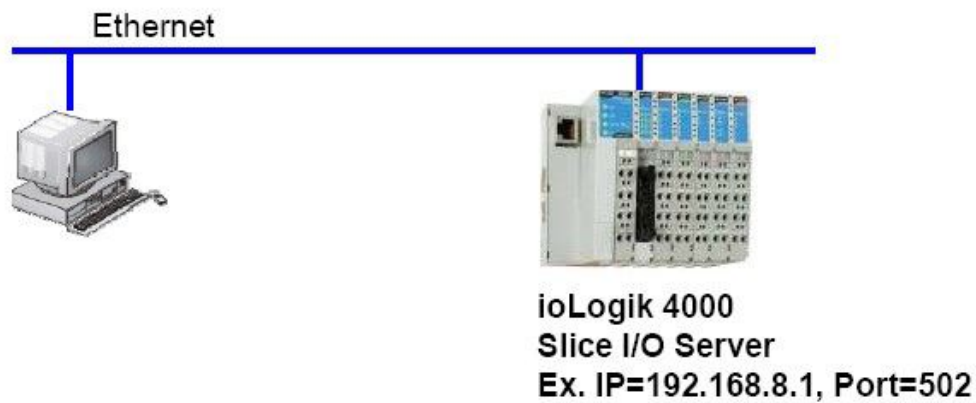 Ethernet
ioLogik 4000
Slice I/O Server
Ex. IP=192.168.8.1, Port=502